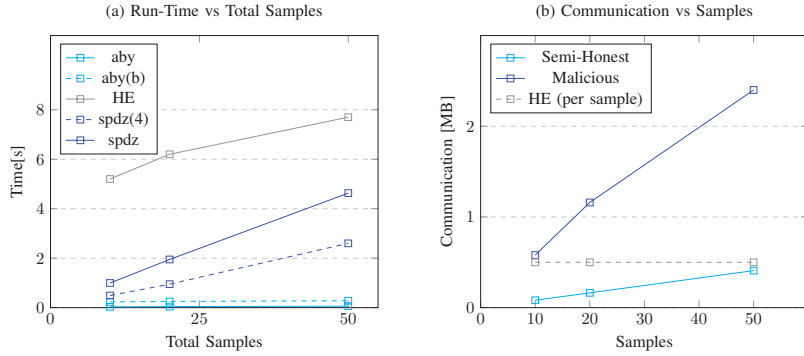 (a) Run-Time vs Total Samples
aby
aby(b)
HE
spdz(4)
spdz
8
6
4
2
0
Time[s]
0
25
50
Total Samples
(b) Communication vs Samples
Semi-Honest
Malicious
HE (per sample)
2
1
0
Communication [MB]
0
10
20
30
40
50
Samples